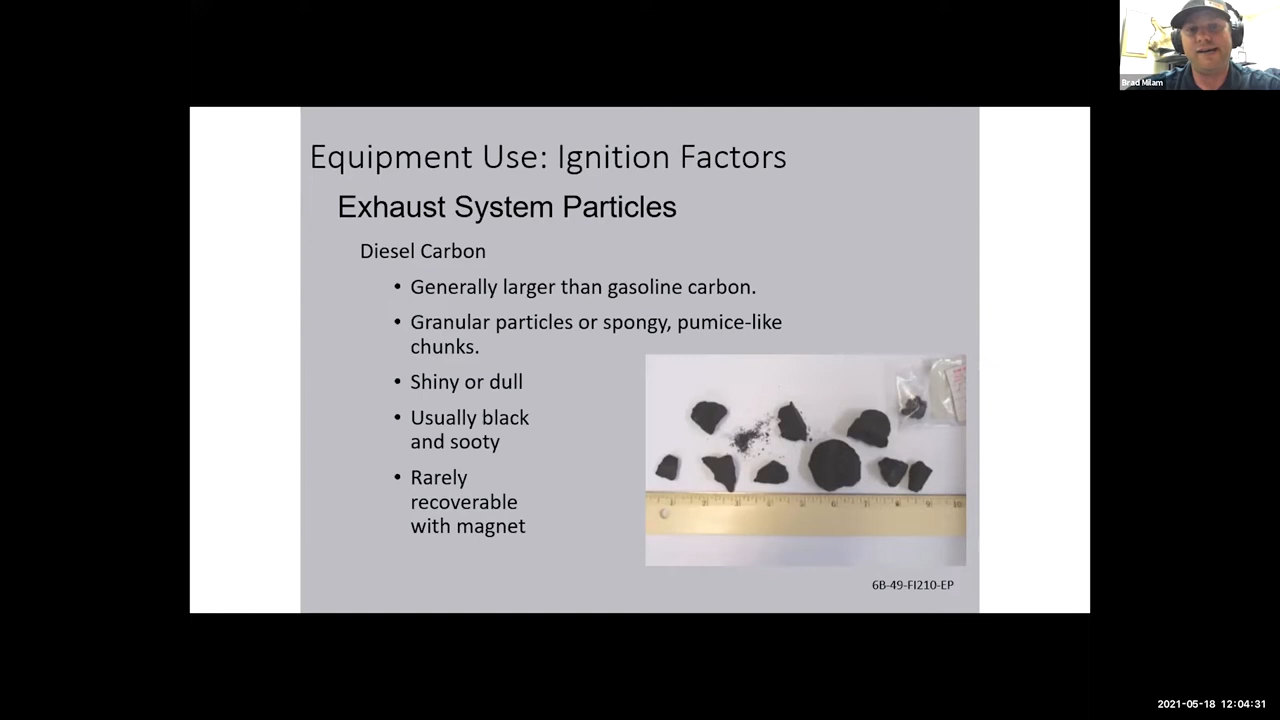 Brad Milam
Equipment Use: Ignition Factors
Exhaust System Particles
Diesel Carbon
• Generally larger than gasoline carbon.
• Granular particles or spongy, pumice-like
chunks.
• Shiny or dull
• Usually black
and sooty
• Rarely
recoverable
with magnet
6B-49-FI210-EP
2021-05-18 12:04:31